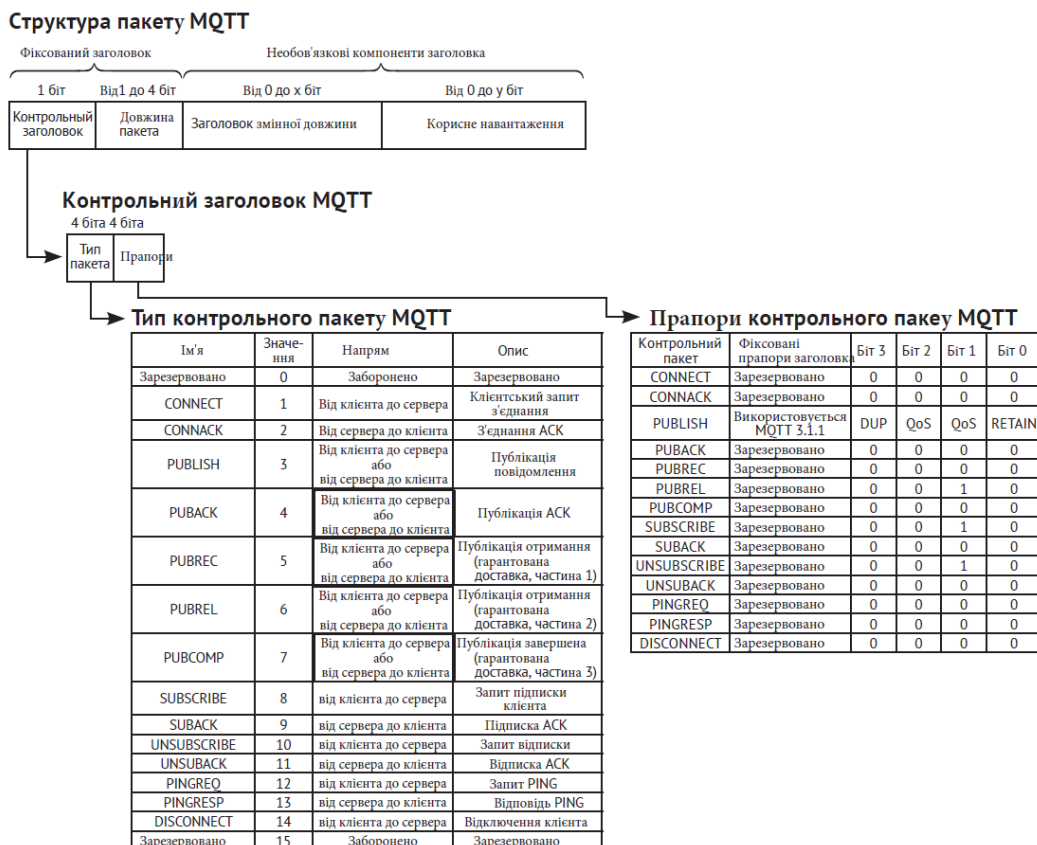 Структура пакету MQTT
Фіксований заголовок Необов'язкові компоненти заголовка
1 біт Від1 до 4 біт Від 0 до x біт Від 0 до y біт
Контрольный заголовок Довжина пакета Заголовок змінної довжини Корисне навантаження
Контрольний заголовок MQTT
4 біта 4 біта
Тип пакета Прапори
Тип контрольного пакету MQTT
Ім'я Значе-ння Напрям Опис
Зарезервовано 0 Заборонено Зарезервовано
CONNECT 1 Від клієнта до сервера Клієнтський запит з'єднання
CONNACK 2 Від сервера до клієнта З'єднання ACK
PUBLISH 3 Від клієнта до сервера або від сервера до клієнта Публікація повідомлення
PUBACK 4 Від клієнта до сервера або від сервера до клієнта Публікація ACK
PUBREC 5 Від клієнта до сервера або від сервера до клієнта Публікація отримання (гарантована доставка, частина 1)
PUBREL 6 Від клієнта до сервера або від сервера до клієнта Публікація отримання (гарантована доставка, частина 2)
PUBCOMP 7 Від клієнта до сервера або від сервера до клієнта Публікація завершена (гарантована доставка, частина 3)
SUBSCRIBE 8 від клієнта до сервера Запит підписки клієнта
SUBACK 9 від сервера до клієнта Підписка ACK
UNSUBSCRIBE 10 від клієнта до сервера Запит відписки
UNSUBACK 11 від сервера до клієнта Відписка ACK
PINGREQ 12 від клієнта до сервера Запит PING
PINGRESP 13 від сервера до клієнта Відповідь PING
DISCONNECT 14 від клієнта до сервера Відключення клієнта
Зарезервовано 15 Заборонено Зарезервовано
Прапори контрольного пакеу MQTT
Контрольний пакет Фіксовані прапори заголовка Біт 3 Біт 2 Біт 1 Біт 0
CONNECT Зарезервовано 0 0 0 0
CONNACK Зарезервовано 0 0 0 0
PUBLISH Використовується MQTT 3.1.1 DUP QoS QoS RETAIN
PUBACK Зарезервовано 0 0 0 0
PUBREC Зарезервовано 0 0 0 0
PUBREL Зарезервовано 0 0 1 0
PUBCOMP Зарезервовано 0 0 0 0
SUBSCRIBE Зарезервовано 0 0 1 0
SUBACK Зарезервовано 0 0 0 0
UNSUBSCRIBE Зарезервовано 0 0 1 0
UNSUBACK Зарезервовано 0 0 0 0
PINGREQ Зарезервовано 0 0 0 0
PINGRESP Зарезервовано 0 0 0 0
DISCONNECT Зарезервовано 0 0 0 0